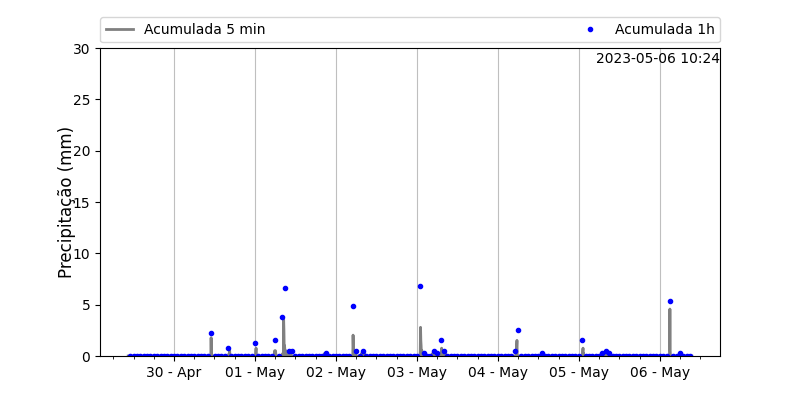 Acumulada 5 min
Acumulada 1h
2023-05-06 10:24
Precipitação (mm)
30
25
20
15
10
5
0
30 - Apr
01 - May
02 - May
03 - May
04 - May
05 - May
06 - May